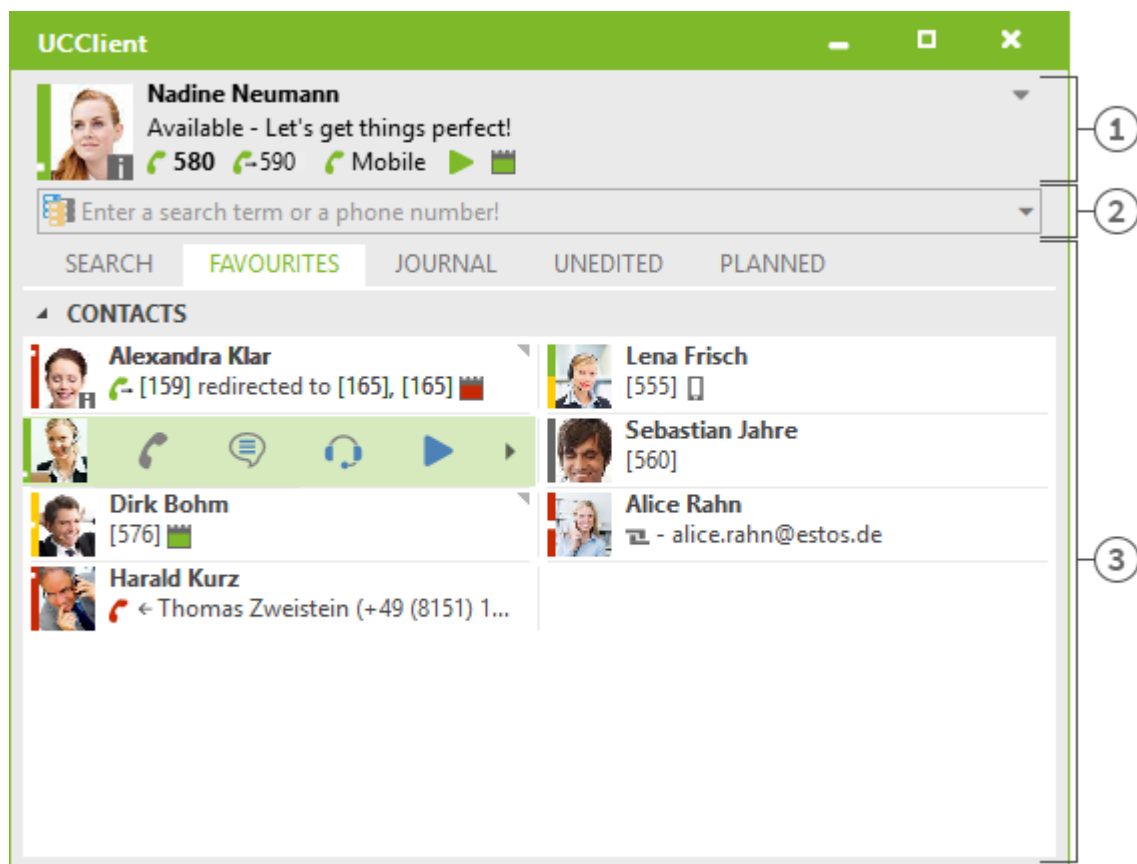 UCClient
Nadine Neumann
Available - Let's get things perfect!
580 590 Mobile
1
Enter a search term or a phone number!
2
SEARCH FAVOURITES JOURNAL UNEDITED PLANNED
CONTACTS
Alexandra Klar
[159] redirected to [165], [165]
Lena Frisch
[555]
Sebastian Jahre
[560]
Dirk Bohm
[576]
Alice Rahn
- alice.rahn@estos.de
Harald Kurz
← Thomas Zweistein (+49 (8151) 1...
3